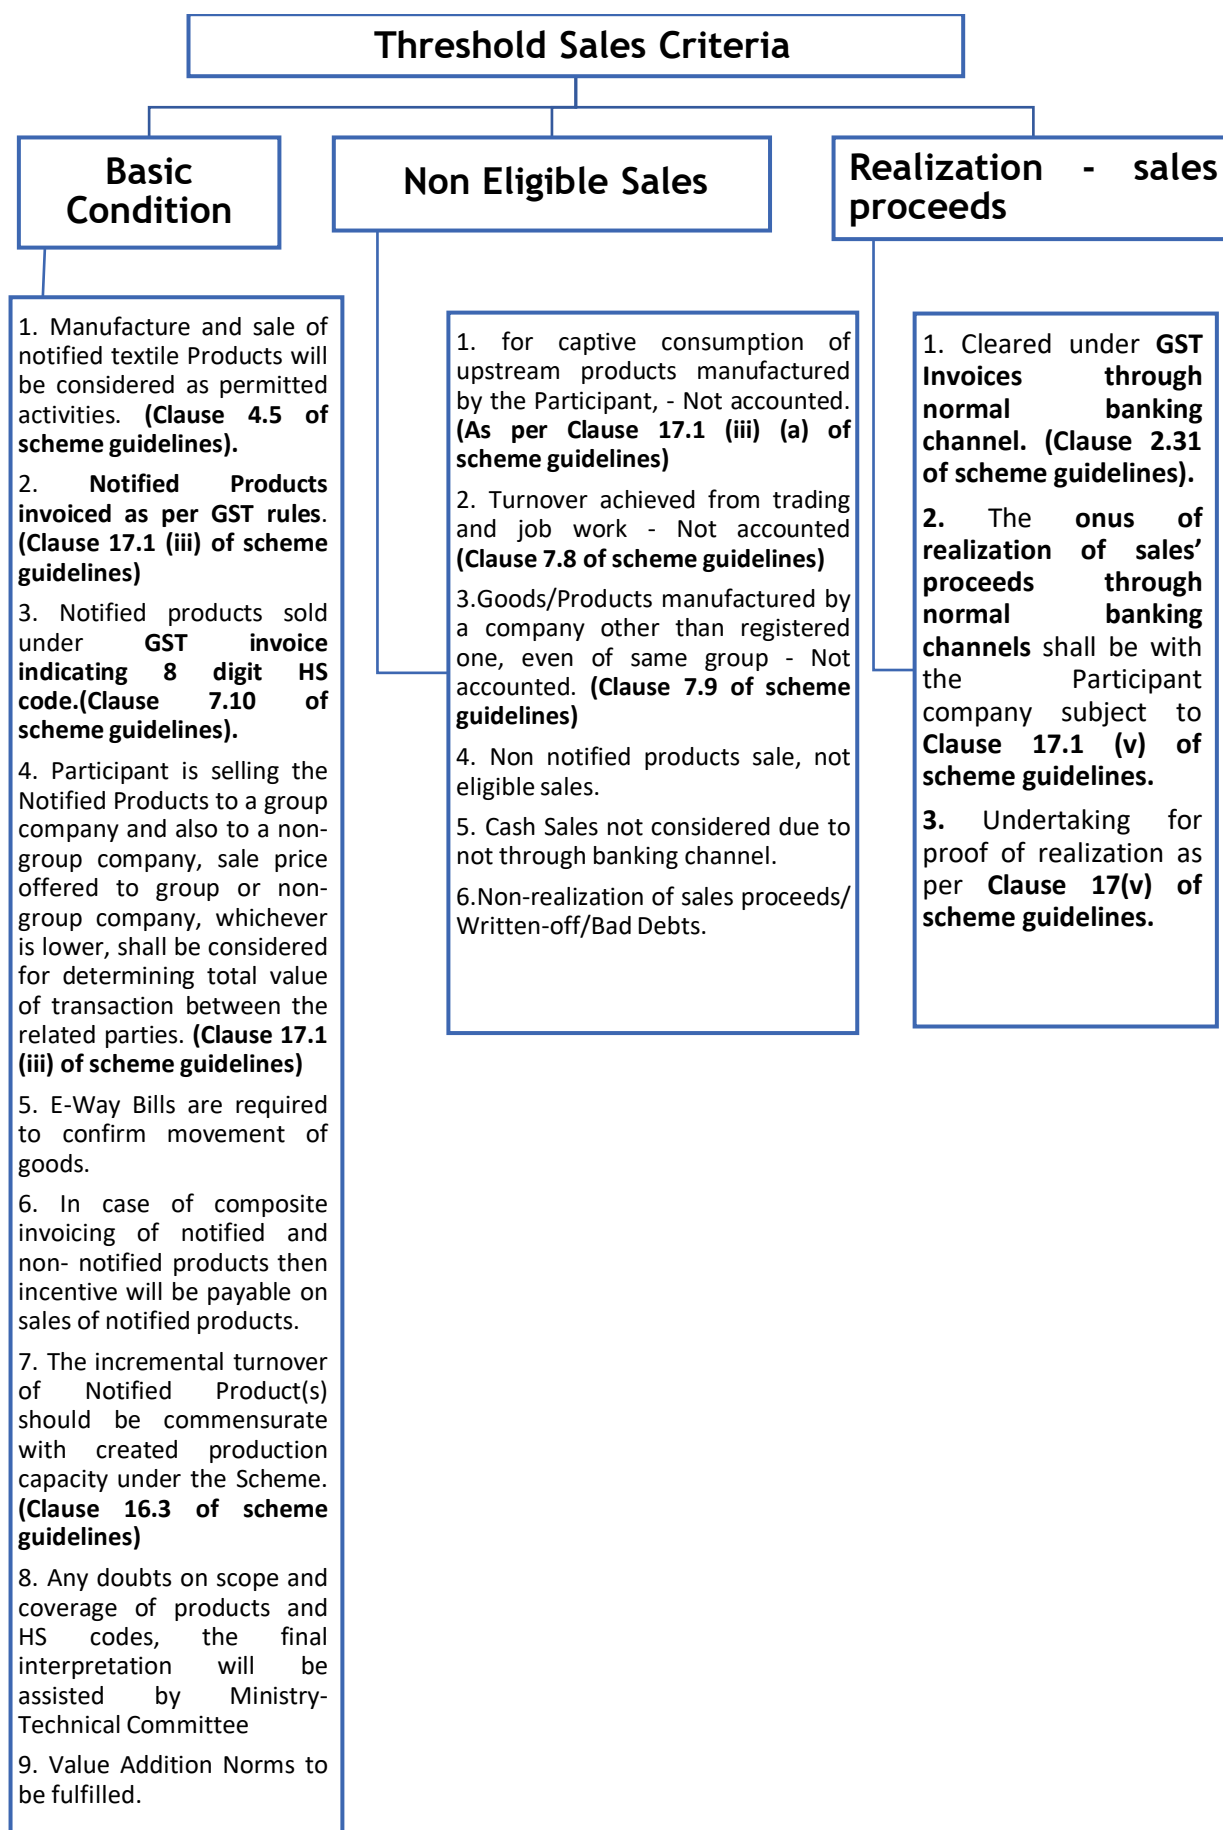 Threshold Sales Criteria
Basic
Condition
1. Manufacture and sale of
notified textile Products will
be considered as permitted
activities. (Clause 4.5 of
scheme guidelines).
2. Notified Products
invoiced as per GST rules.
(Clause 17.1 (iii) of scheme
guidelines)
3. Notified products sold
under GST invoice
indicating 8 digit HS
code.(Clause 7.10 of
scheme guidelines).
4. Participant is selling the
Notified Products to a group
company and also to a non-
group company, sale price
offered to group or non-
group company, whichever
is lower, shall be considered
for determining total value
of transaction between the
related parties. (Clause 17.1
(iii) of scheme guidelines)
5. E-Way Bills are required
to confirm movement of
goods.
6. In case of composite
invoicing of notified and
non- notified products then
incentive will be payable on
sales of notified products.
7. The incremental turnover
of Notified Product(s)
should be commensurate
with created production
capacity under the Scheme.
(Clause 16.3 of scheme
guidelines)
8. Any doubts on scope and
coverage of products and
HS codes, the final
interpretation will be
assisted by Ministry-
Technical Committee
9. Value Addition Norms to
be fulfilled.
Non Eligible Sales
1. for captive consumption of
upstream products manufactured
by the Participant, - Not accounted.
(As per Clause 17.1 (iii) (a) of
scheme guidelines)
2. Turnover achieved from trading
and job work - Not accounted
(Clause 7.8 of scheme guidelines)
3.Goods/Products manufactured by
a company other than registered
one, even of same group - Not
accounted. (Clause 7.9 of scheme
guidelines)
4. Non notified products sale, not
eligible sales.
5. Cash Sales not considered due to
not through banking channel.
6.Non-realization of sales proceeds/
Written-off/Bad Debts.
Realization - sales
proceeds
1. Cleared under GST
Invoices through
normal banking
channel. (Clause 2.31
of scheme guidelines).
2. The onus of
realization of sales’
proceeds through
normal banking
channels shall be with
the Participant
company subject to
Clause 17.1 (v) of
scheme guidelines.
3. Undertaking for
proof of realization as
per Clause 17(v) of
scheme guidelines.